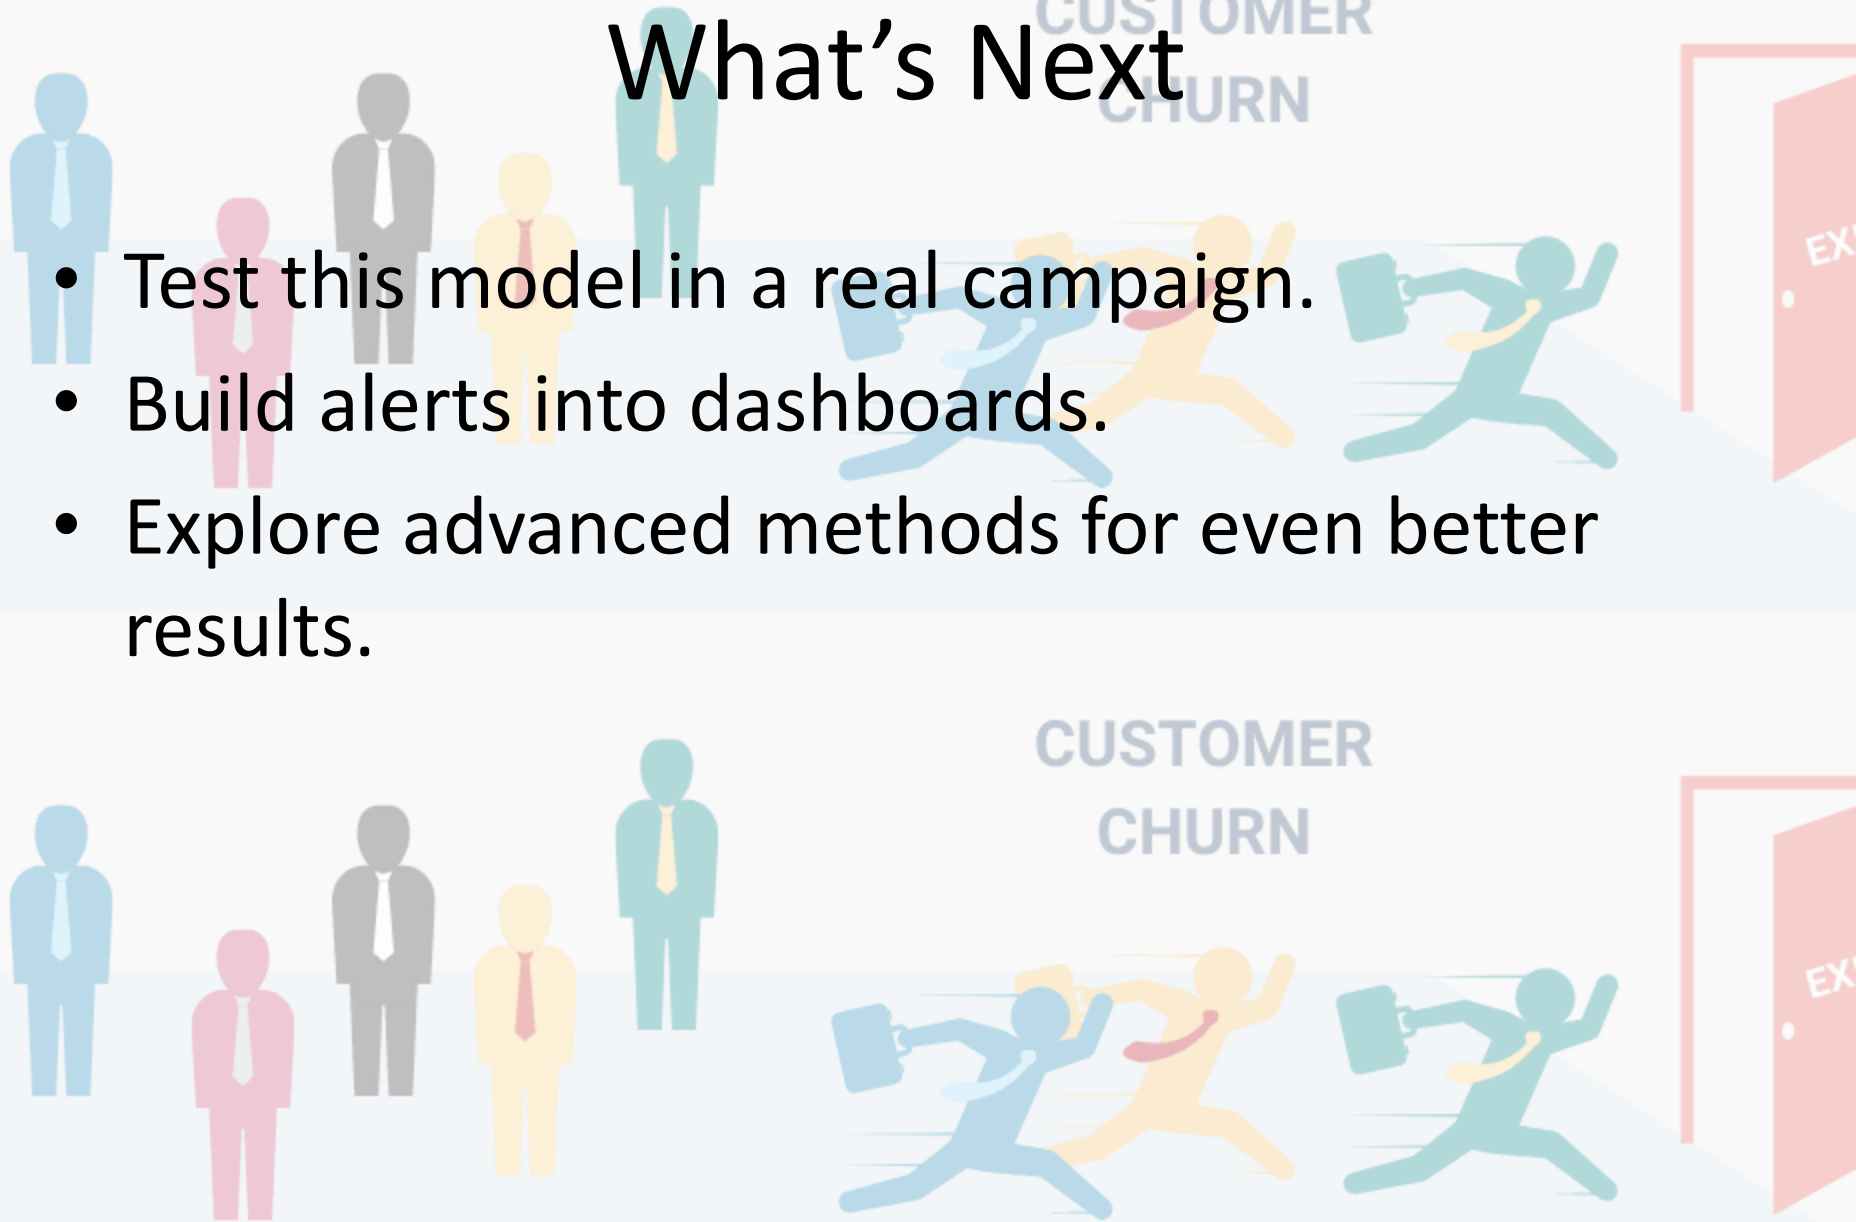 CUSTOMER
What’s Next
CHURN
• Test this model in a real campaign.
• Build alerts into dashboards.
• Explore advanced methods for even better
results.
CUSTOMER
CHURN